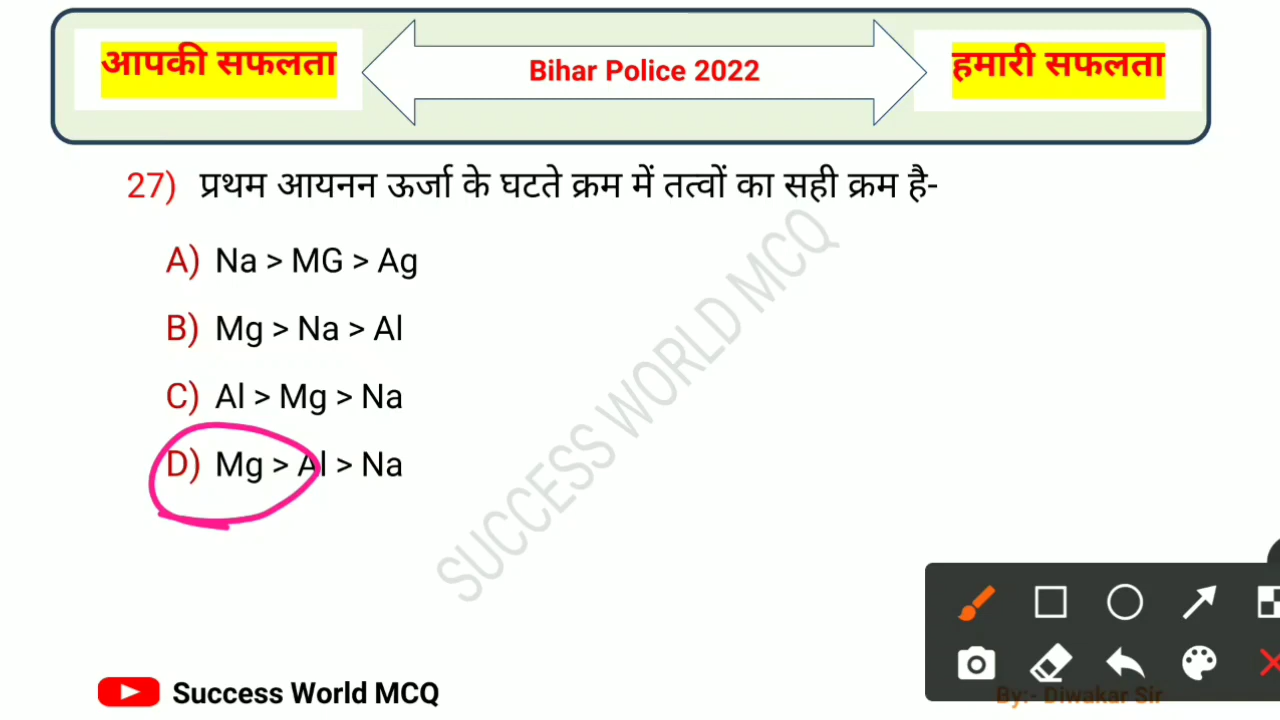 आपकी सफलता
Bihar Police 2022
हमारी सफलता
27) प्रथम आयनन ऊर्जा के घटते क्रम में तत्वों का सही क्रम है-
A) Na > MG > Ag
B) Mg > Na > Al
C) Al > Mg > Na
D) Mg > Al > Na
SUCCESS WORLD MCQ
Success World MCQ
By:- Diwakar Sir